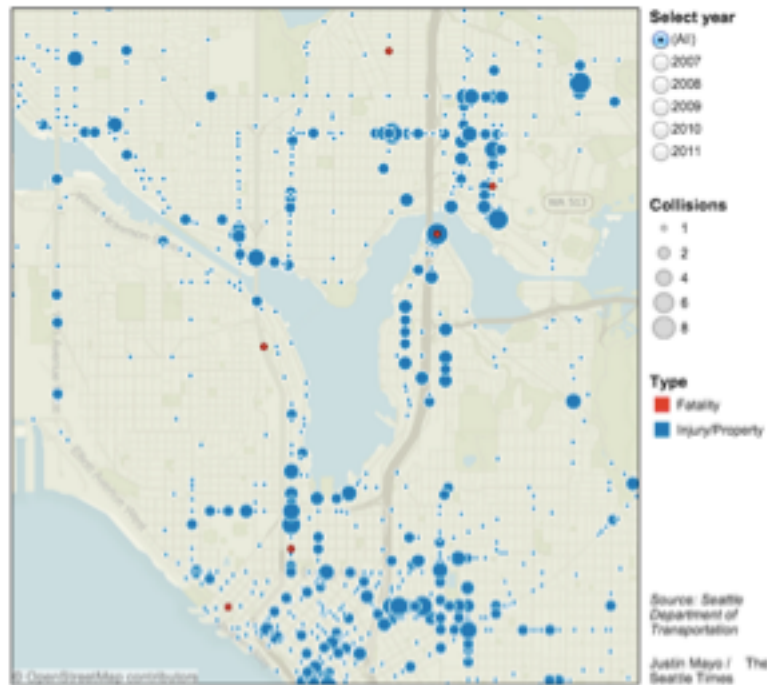 Select year
(All)
2007
2008
2009
2010
2011
Collisions
1
2
4
6
8
Type
Fatality
Injury/Property
WA 513
Source: Seattle
Department of
Transportation
Justin Mayo / The
Seattle Times
© OpenStreetMap contributors